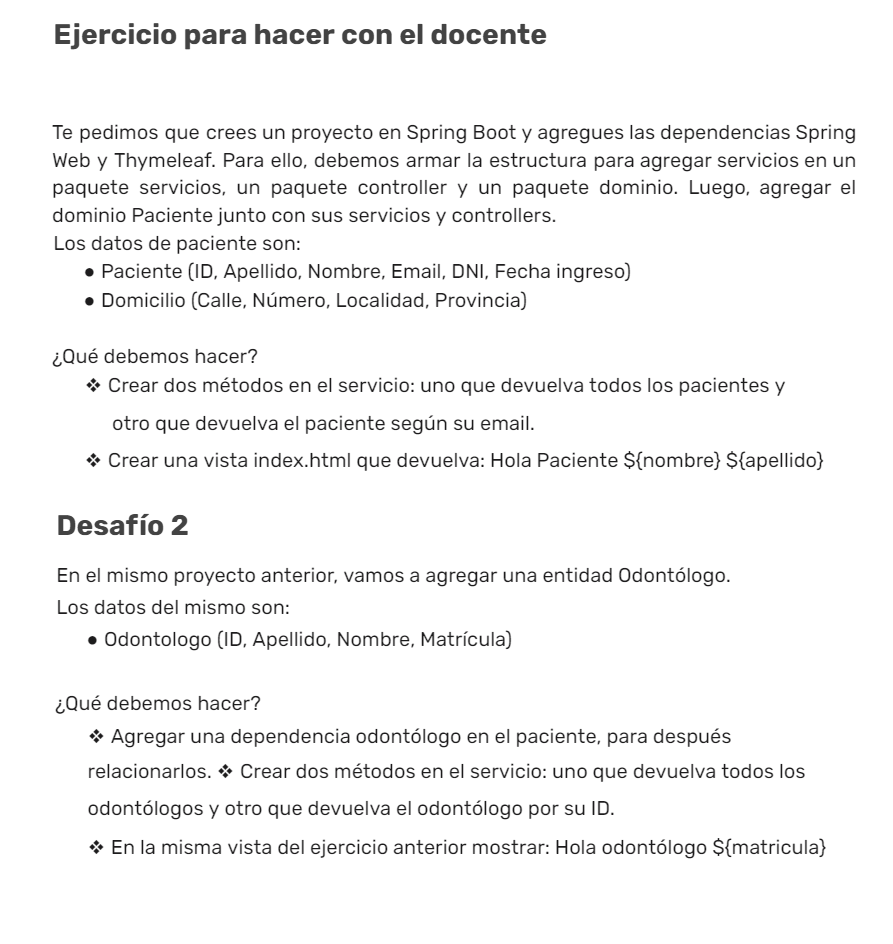 Ejercicio para hacer con el docente
Te pedimos que crees un proyecto en Spring Boot y agregues las dependencias Spring
Web y Thymeleaf. Para ello, debemos armar la estructura para agregar servicios en un
paquete servicios, un paquete controller y un paquete dominio. Luego, agregar el
dominio Paciente junto con sus servicios y controllers.
Los datos de paciente son:
● Paciente (ID, Apellido, Nombre, Email, DNI, Fecha ingreso)
● Domicilio (Calle, Número, Localidad, Provincia)
¿Qué debemos hacer?
❖ Crear dos métodos en el servicio: uno que devuelva todos los pacientes y
otro que devuelva el paciente según su email.
❖ Crear una vista index.html que devuelva: Hola Paciente ${nombre} ${apellido}
Desafío 2
En el mismo proyecto anterior, vamos a agregar una entidad Odontólogo.
Los datos del mismo son:
● Odontologo (ID, Apellido, Nombre, Matrícula)
¿Qué debemos hacer?
❖ Agregar una dependencia odontólogo en el paciente, para después
relacionarlos. ❖ Crear dos métodos en el servicio: uno que devuelva todos los
odontólogos y otro que devuelva el odontólogo por su ID.
❖ En la misma vista del ejercicio anterior mostrar: Hola odontólogo ${matricula}